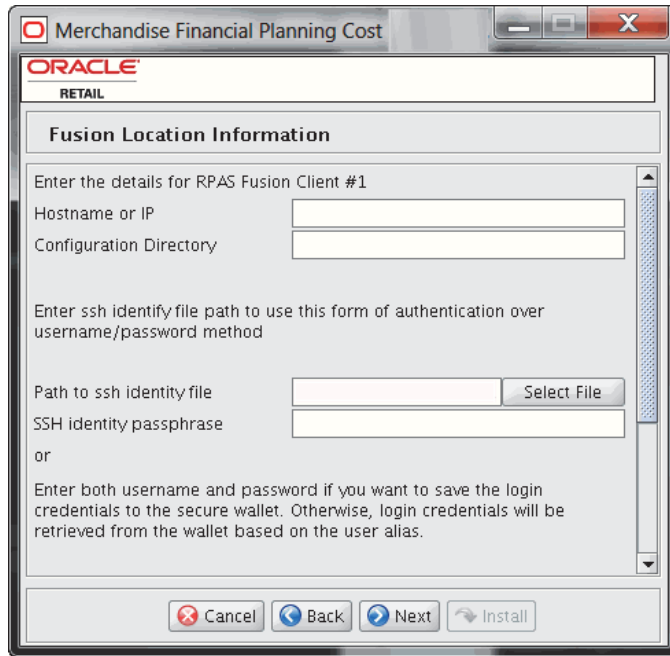 Merchandise Financial Planning Cost
ORACLE
RETAIL
Fusion Location Information
Enter the details for RPAS Fusion Client #1
Hostname or IP
Configuration Directory
Enter ssh identify file path to use this form of authentication over
username/password method
Path to ssh identity file
Select File
SSH identity passphrase
or
Enter both username and password if you want to save the login
credentials to the secure wallet. Otherwise, login credentials will be
retrieved from the wallet based on the user alias.
Cancel Back Next Install